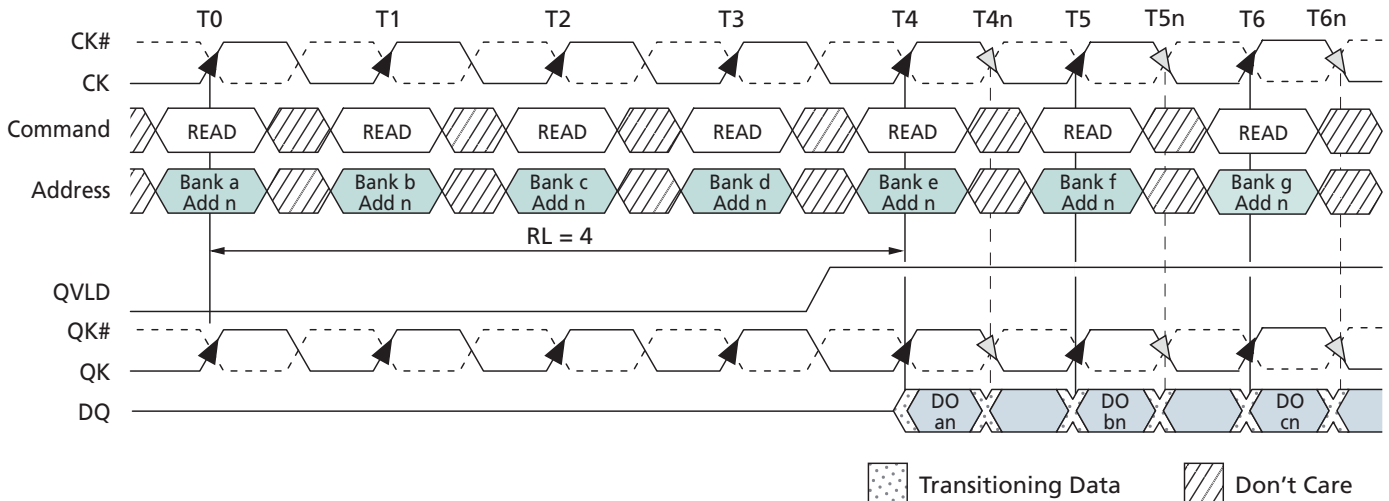 T0 T1 T2 T3 T4 T4n T5 T5n T6 T6n
CK#
CK
Command READ READ READ READ READ READ READ
Address Bank a Bank b Bank c Bank d Bank e Bank f Bank g
Add n Add n Add n Add n Add n Add n Add n
RL = 4
QVLD
QK#
QK
DQ DO DO DO
an bn cn
Transitioning Data Don't Care